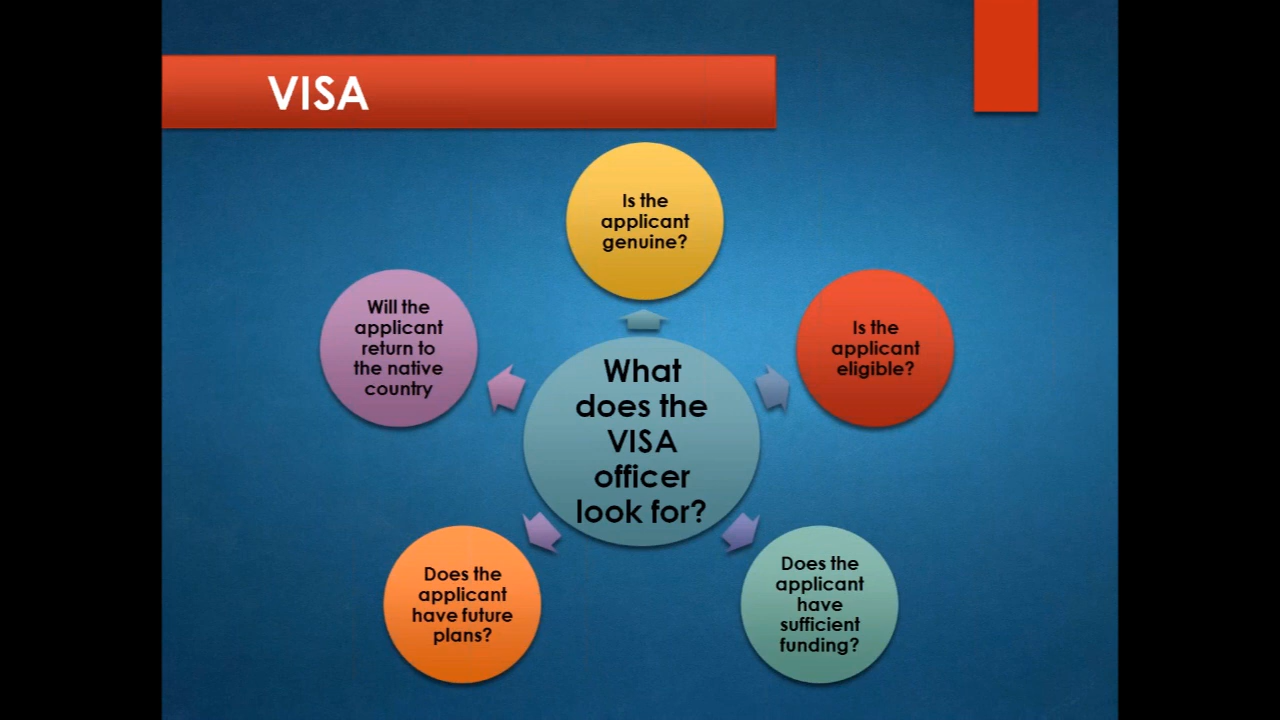 VISA
Is the
applicant
genuine?
Will the
applicant
return to
the native
country
Is the
applicant
eligible?
What
does the
VISA
officer
look for?
Does the
applicant
have future
plans?
Does the
applicant
have
sufficient
funding?